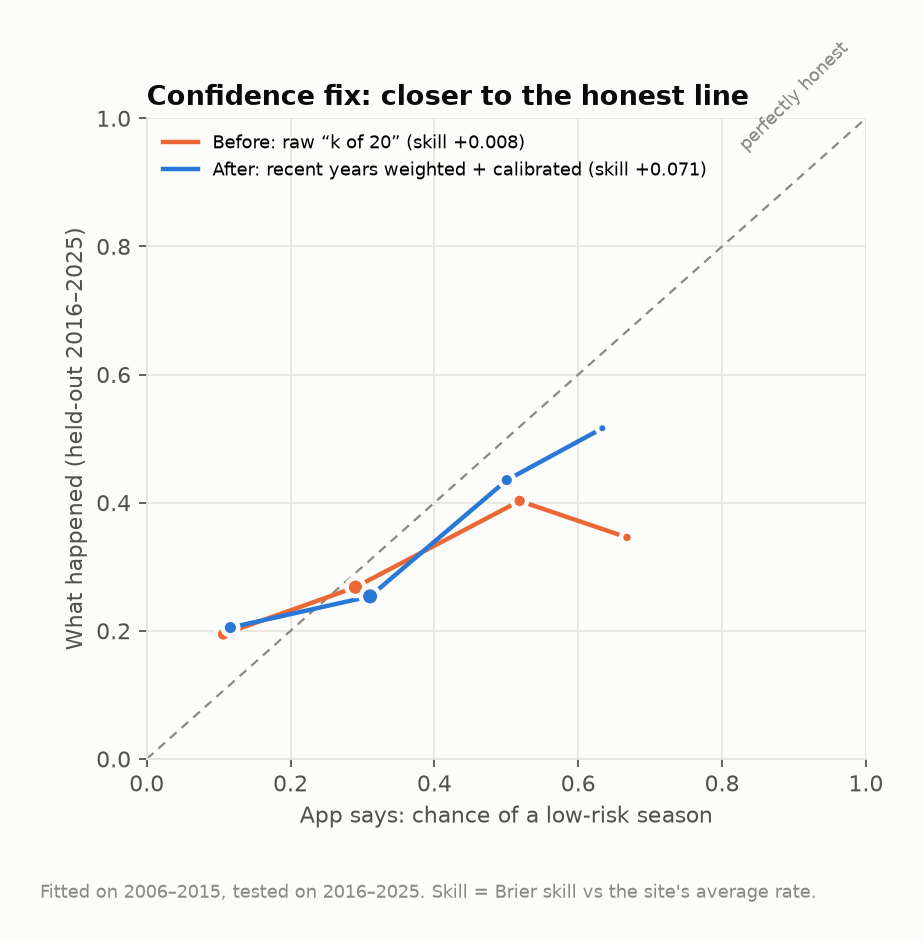 perfectly honest
Confidence fix: closer to the honest line
Before: raw “k of 20” (skill +0.008)
After: recent years weighted + calibrated (skill +0.071)
What happened (held-out 2016–2025)
1.0
0.8
0.6
0.4
0.2
0.0
0.0 0.2 0.4 0.6 0.8 1.0
App says: chance of a low-risk season
Fitted on 2006–2015, tested on 2016–2025. Skill = Brier skill vs the site's average rate.